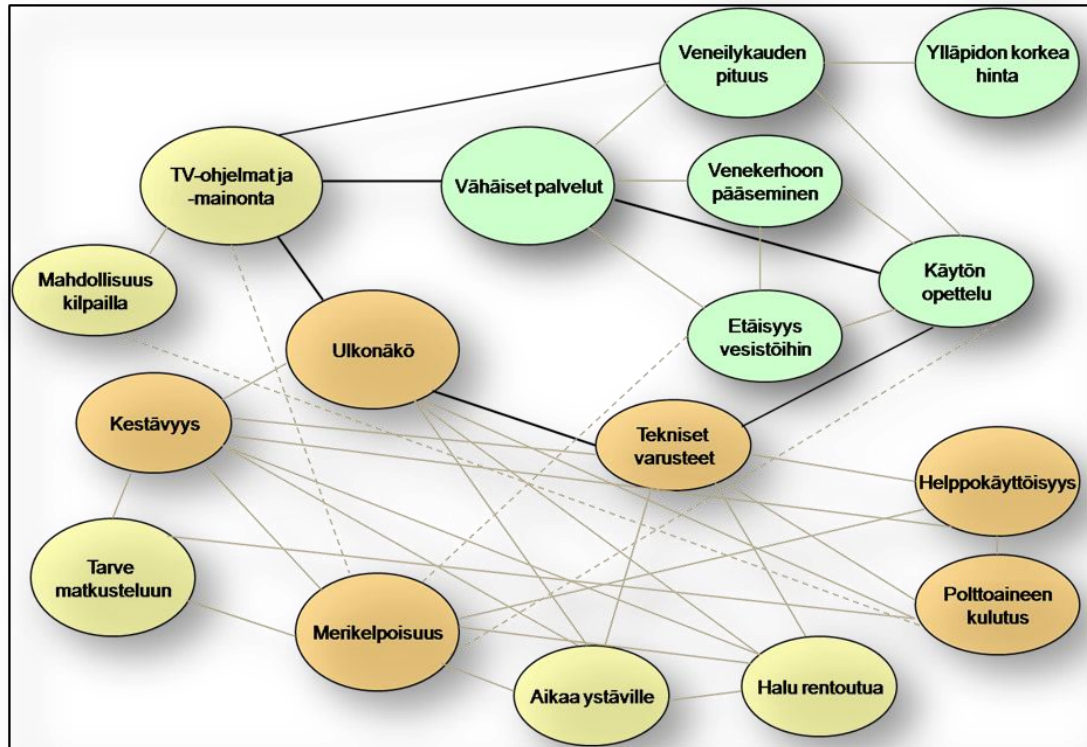 Veneilykauden
pituus
Ylläpidon korkea
hinta
TV-ohjelmat ja
-mainonta
Vähäiset palvelut
Venekerhoon
pääseminen
Mahdollisuus
kilpailla
Käytön
opettelu
Etäisyys
vesistöihin
Ulkonäkö
Kestävyys
Tekniset
varusteet
Helppokäyttöisyys
Tarve
matkusteluun
Merikelpoisuus
Polttoaineen
kulutus
Aikaa ystäville
Halu rentoutua